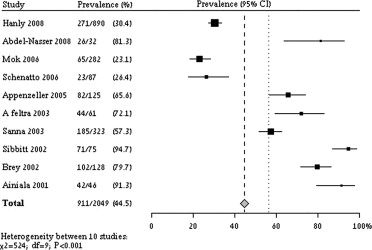 Study Prevalence (%) Prevalence (95% CI)
Hanly 2008 271/890 (30.4)
Abdel-Nasser 2008 26/32 (81.3)
Mok 2006 65/282 (23.1)
Schenatto 2006 23/87 (26.4)
Appenzeller 2005 82/125 (65.6)
A feltra 2003 44/61 (72.1)
Sanna 2003 185/323 (57.3)
Sibbitt 2002 71/75 (94.7)
Brey 2002 102/128 (79.7)
Ainiala 2001 42/46 (91.3)
Total 911/2049 (44.5)
0 20 40 60 80 100
Heterogeneity between 10 studies:
χ2=524; df=9; P<0.001